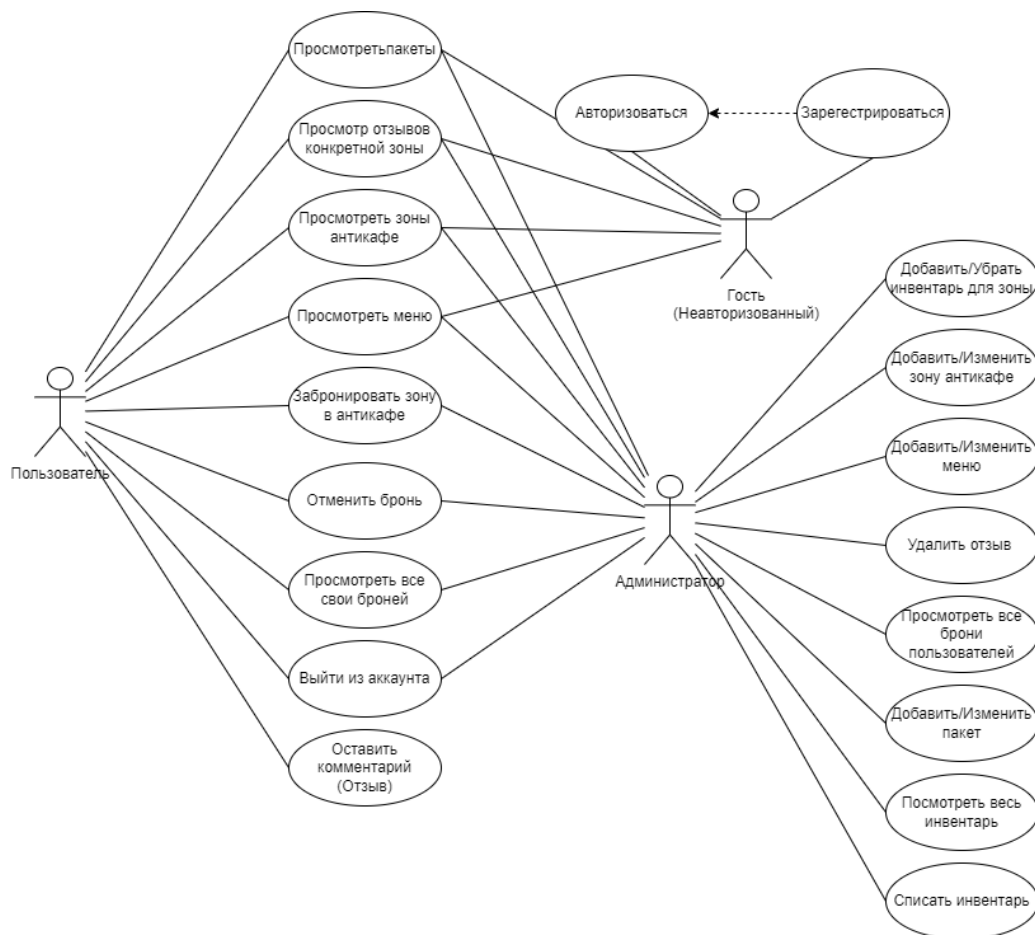 Просмотретьпакеты
Авторизоваться
Зарегестрироваться
Просмотр отзывов
конкретной зоны
Просмотреть зоны
антикафе
Гость
(Неавторизованный)
Добавить/Убрать
инвентарь для зоны
Просмотреть меню
Добавить/Изменить
зону антикафе
Забронировать зону
в антикафе
Пользователь
Добавить/Изменить
меню
Отменить бронь
Удалить отзыв
Просмотреть все
свои броней
Администратор
Просмотреть все
брони
пользователей
Выйти из аккаунта
Добавить/Изменить
пакет
Оставить
комментарий
(Отзыв)
Посмотреть весь
инвентарь
Списать инвентарь